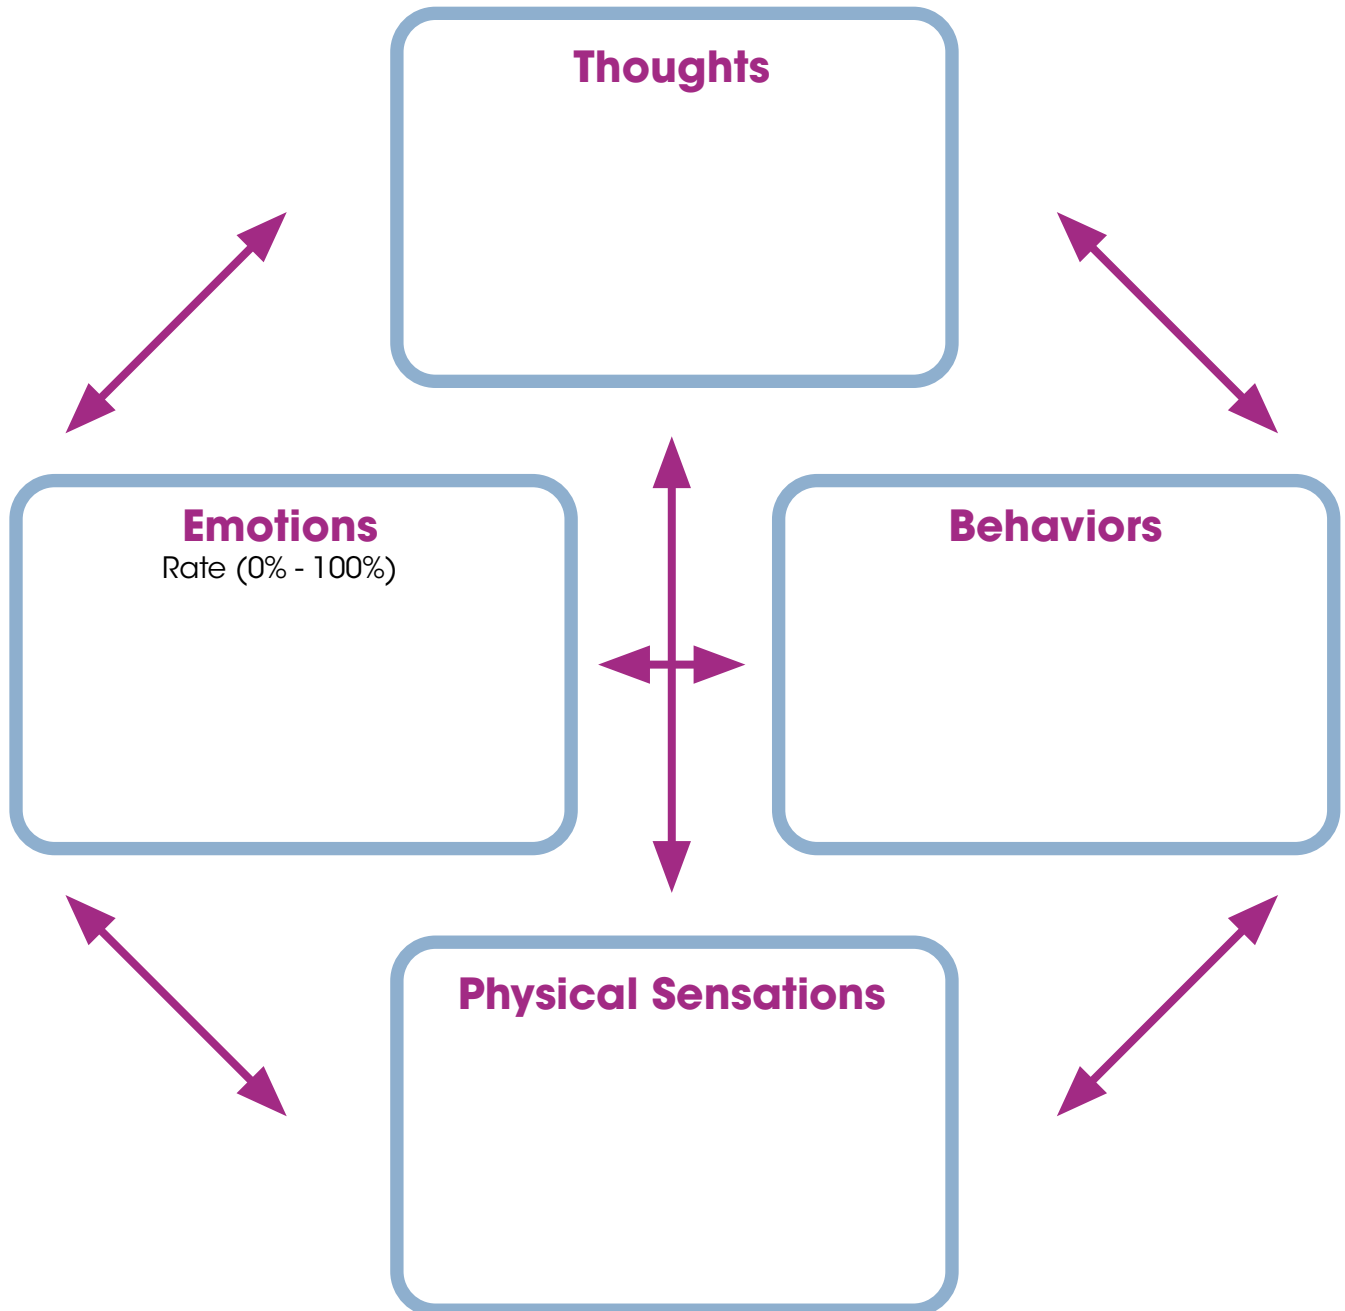 Thoughts
Emotions
Rate (0% - 100%)
Behaviors
Physical Sensations